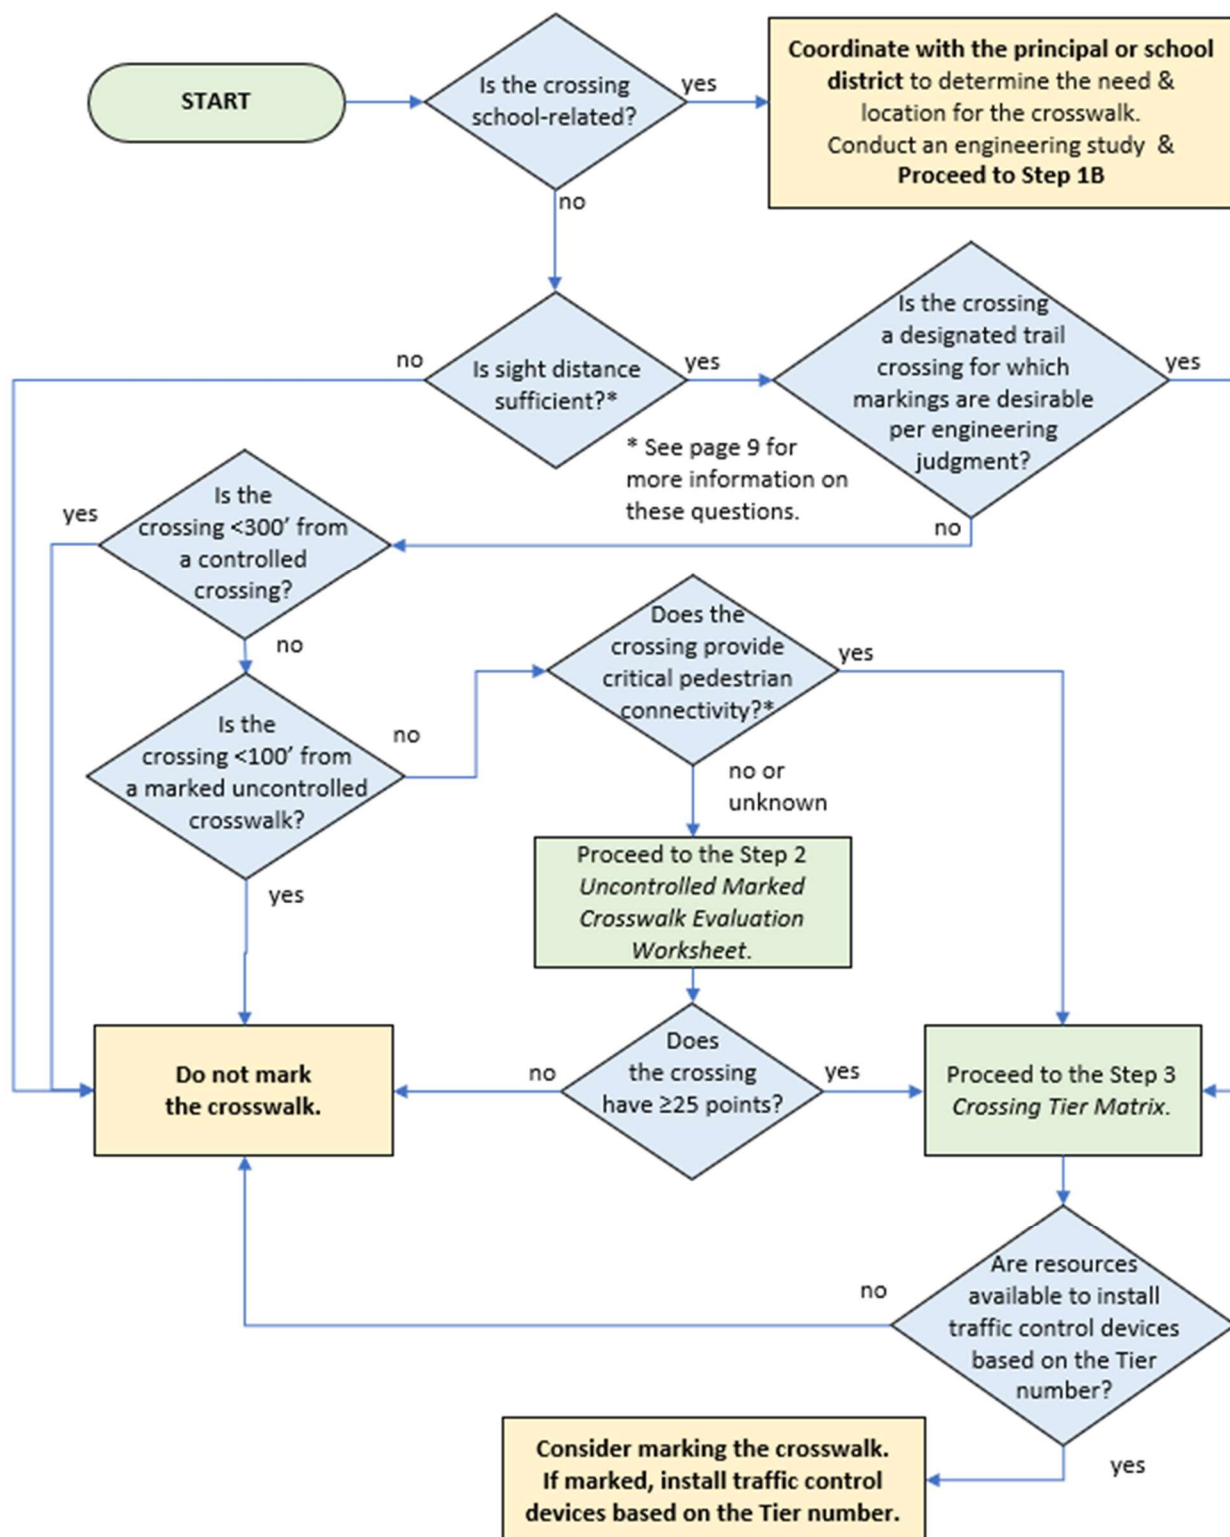 START
Is the crossing
school-related?
yes
Coordinate with the principal or school
district to determine the need &
location for the crosswalk.
Conduct an engineering study &
Proceed to Step 1B
no
Is sight distance
sufficient?*
no
yes
Is the crossing
a designated trail
crossing for which
markings are desirable
per engineering
judgment?
yes
* See page 9 for
more information on
these questions.
no
Is the
crossing <300’ from
a controlled
crossing?
yes
no
Is the
crossing <100’ from
a marked uncontrolled
crosswalk?
no
yes
Does the
crossing provide
critical pedestrian
connectivity?*
yes
no or
unknown
Proceed to the Step 2
Uncontrolled Marked
Crosswalk Evaluation
Worksheet.
Does
the crossing
have ≥25 points?
no
yes
Do not mark
the crosswalk.
Proceed to the Step 3
Crossing Tier Matrix.
Are resources
available to install
traffic control devices
based on the Tier
number?
no
yes
Consider marking the crosswalk.
If marked, install traffic control
devices based on the Tier number.